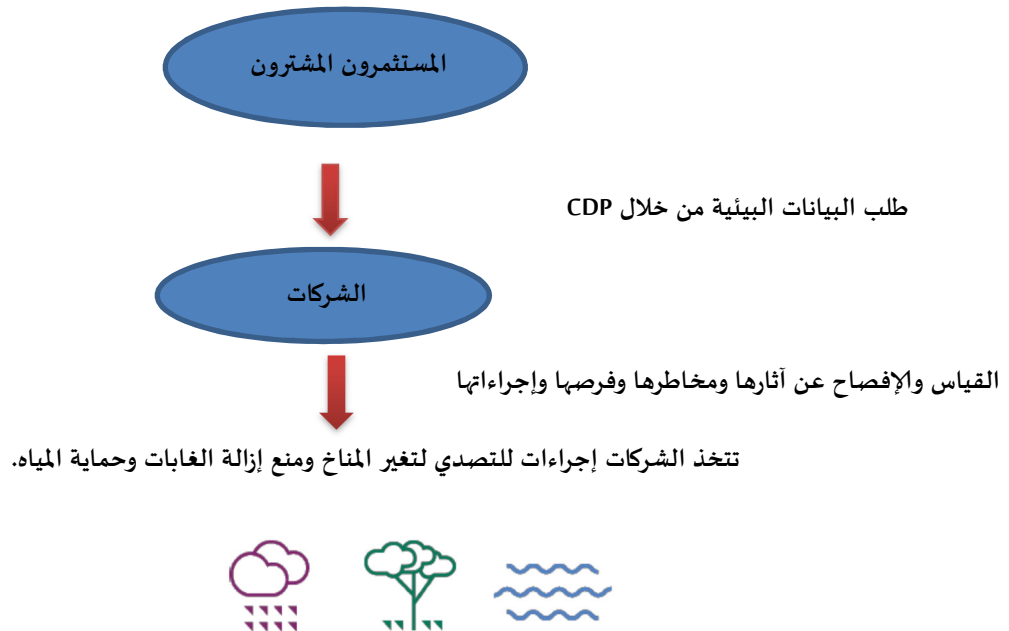 المستثمرون المشترون
طلب البيانات البيئية من خلال CDP
الشركات
القياس والإفصاح عن آثارها ومخاطرها وفرصها وإجراءاتها
تتخذ الشركات إجراءات للتصدي لتغير المناخ ومنع إزالة الغابات وحماية المياه.